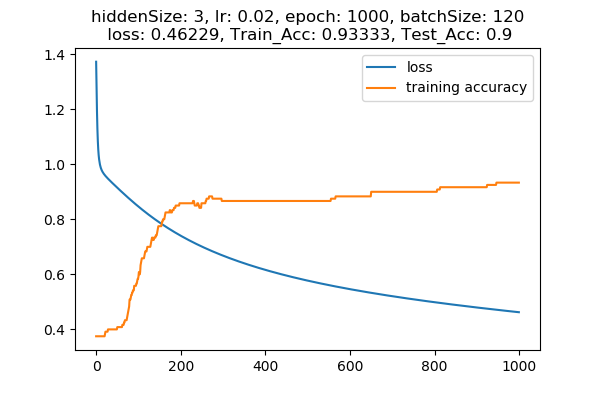 hiddenSize: 3, lr: 0.02, epoch: 1000, batchSize: 120
loss: 0.46229, Train_Acc: 0.93333, Test_Acc: 0.9
1.4
loss
training accuracy
1.2
1.0
0.8
0.6
0.4
0 200 400 600 800 1000